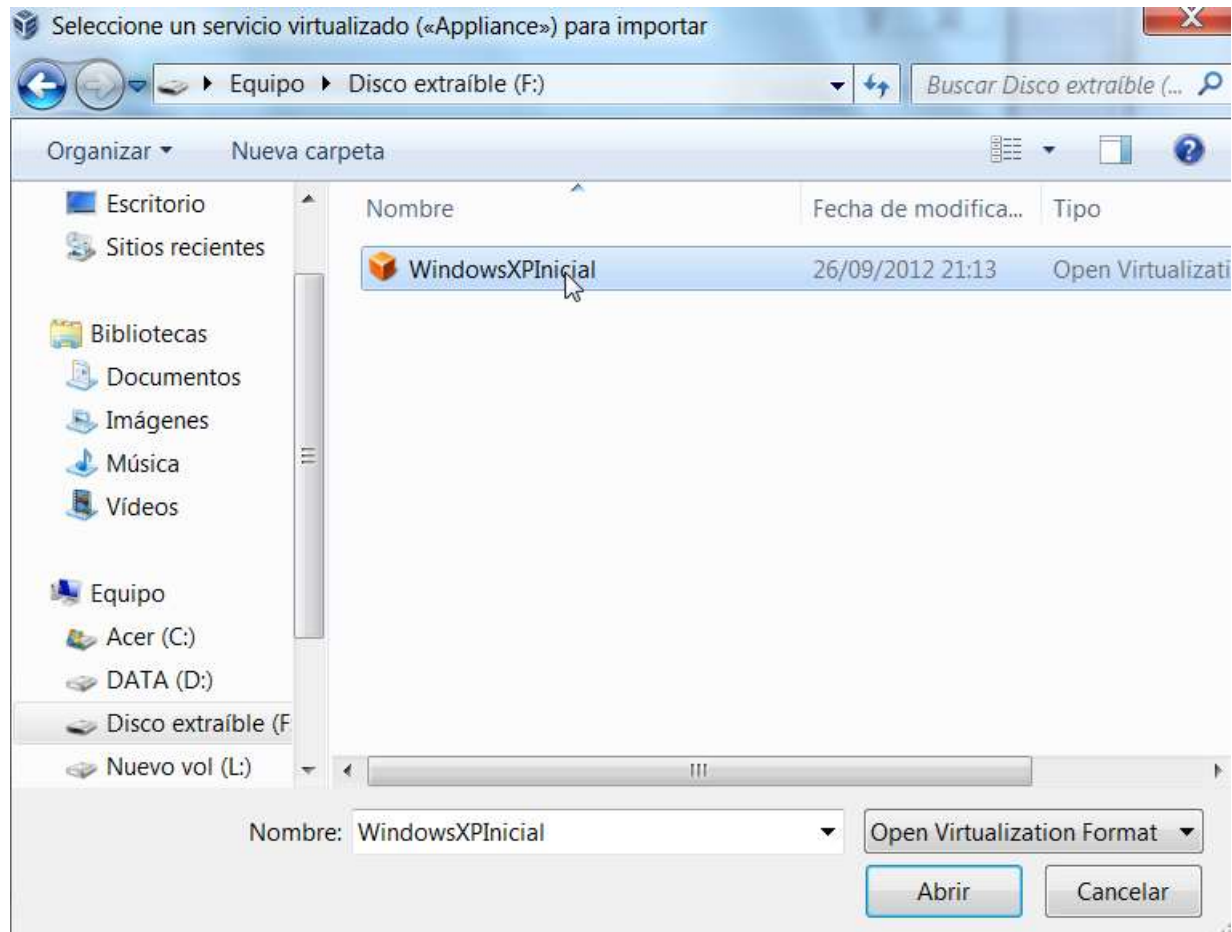 Seleccione un servicio virtualizado («Appliance») para importar
Equipo Disco extraíble (F:) Buscar Disco extraíble (...
Organizar Nueva carpeta
Escritorio
Sitios recientes
Bibliotecas
Documentos
Imágenes
Música
Vídeos
Equipo
Acer (C:)
DATA (D:)
Disco extraíble (F
Nuevo vol (L:)
Nombre Fecha de modifica... Tipo
WindowsXPInicial 26/09/2012 21:13 Open Virtualizati
Nombre: WindowsXPInicial Open Virtualization Format
Abrir Cancelar